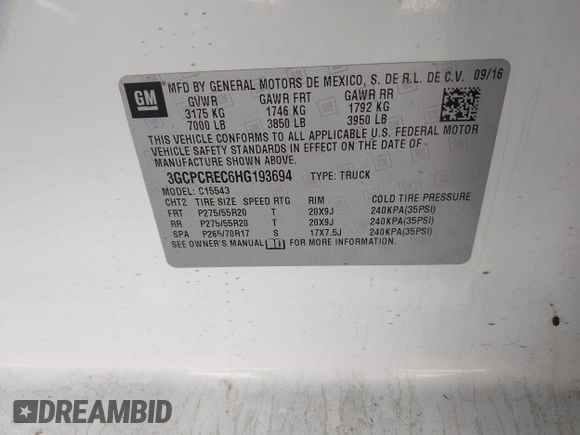 GM
MFD BY GENERAL MOTORS DE MEXICO, S. DE R.L. DE C.V. 09/16
GVWR GAWR FRT GAWR RR
3175 KG 1746 KG 1792 KG
7000 LB 3850 LB 3950 LB
THIS VEHICLE CONFORMS TO ALL APPLICABLE U.S. FEDERAL MOTOR
VEHICLE SAFETY STANDARDS IN EFFECT ON THE DATE OF
MANUFACTURE SHOWN ABOVE.
3GCPCREC6HG193694 TYPE: TRUCK
MODEL: C15543
CHT2 TIRE SIZE SPEED RTG RIM COLD TIRE PRESSURE
FRT P275/55R20 T 20X9J 240KPA(35PSI)
RR P275/55R20 T 20X9J 240KPA(35PSI)
SPA P265/70R17 S 17X7.5J 240KPA(35PSI)
SEE OWNER'S MANUAL FOR MORE INFORMATION.
DREAMBID